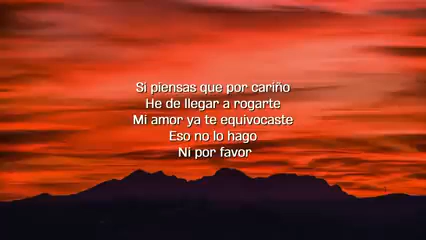 Si piensas que por cariño
He de llegar a rogarte
Mi amor ya te equivocaste
Eso no lo hago
Ni por favor